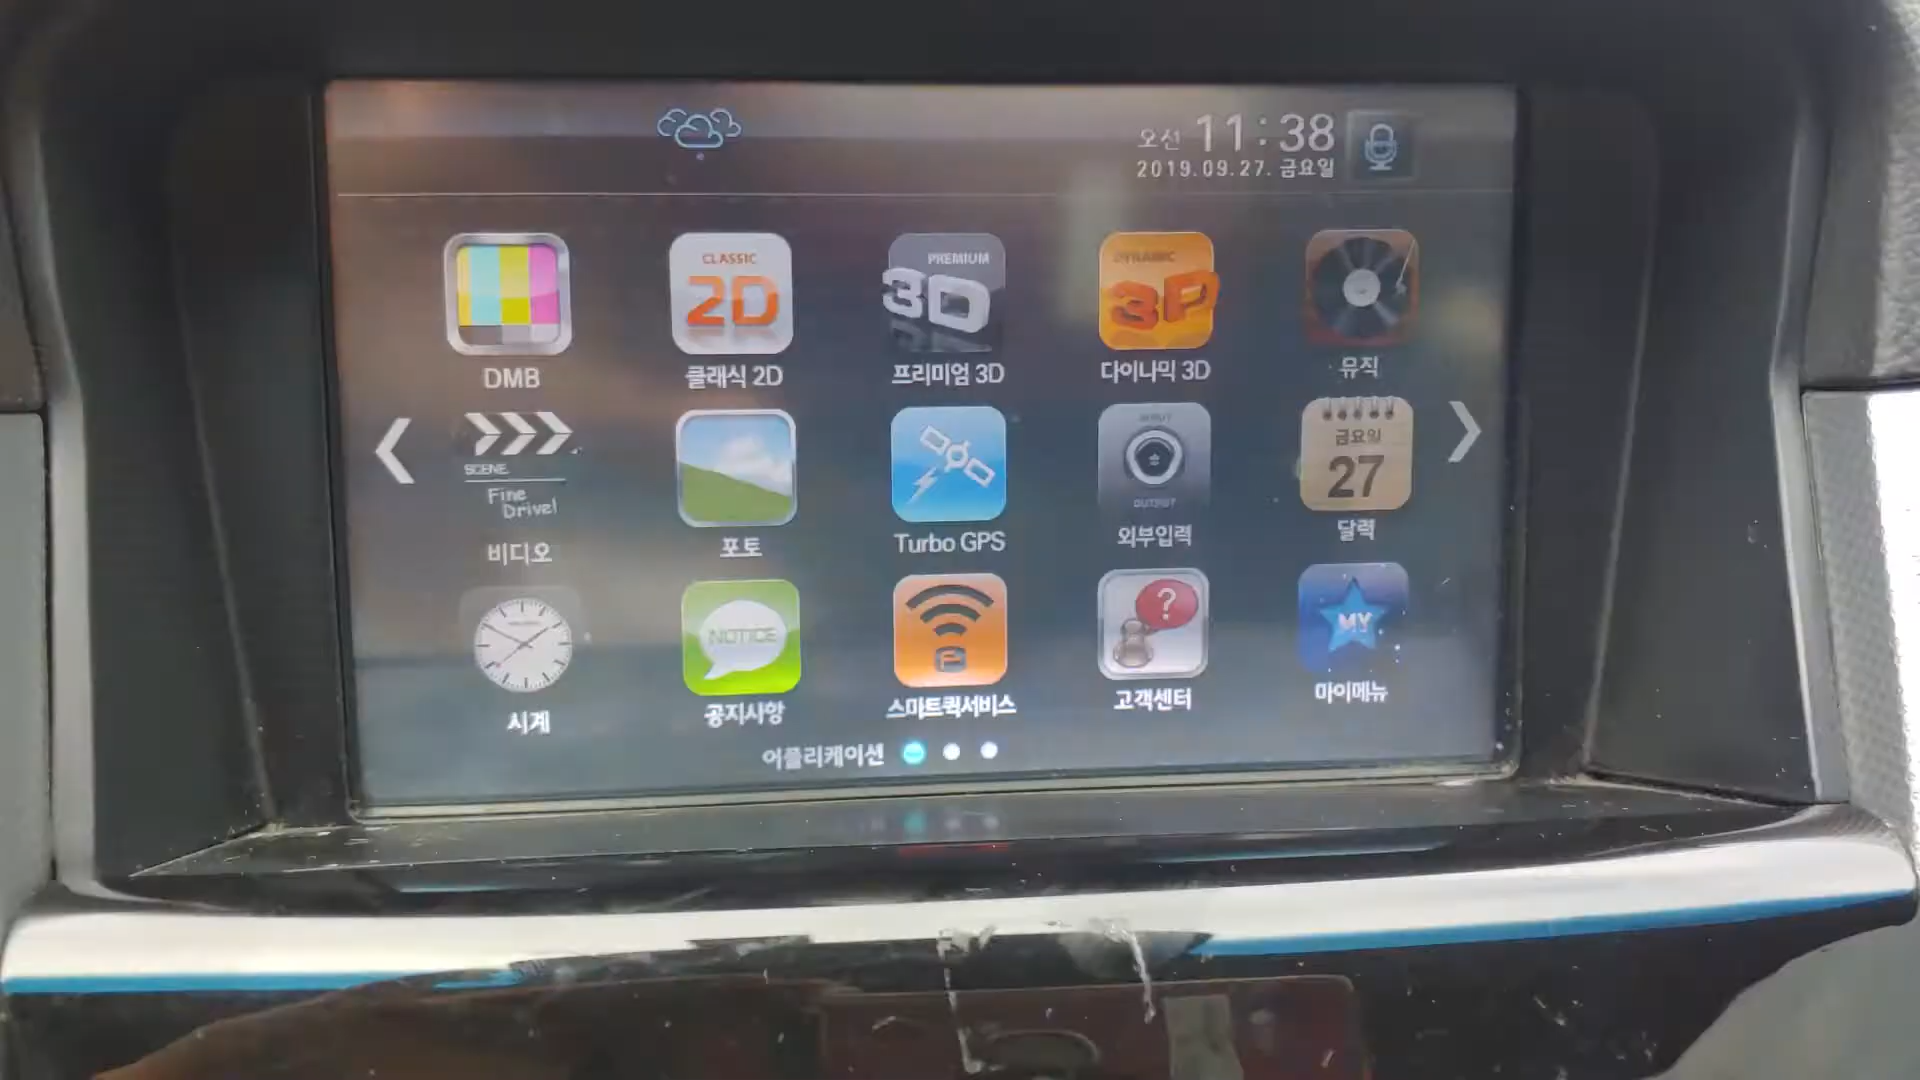 오전 11:38
2019.09.27. 금요일
CLASSIC
2D
PREMIUM
3D
DYNAMIC
3D
DMB
클래식 2D
프리미엄 3D
다이나믹 3D
뮤직
SCENE
Fine
Drive!
INPUT
OUTPUT
금요일
27
비디오
포토
Turbo GPS
외부입력
달력
NOTICE
F
?
MY
시계
공지사항
스마트퀵서비스
고객센터
마이메뉴
어플리케이션